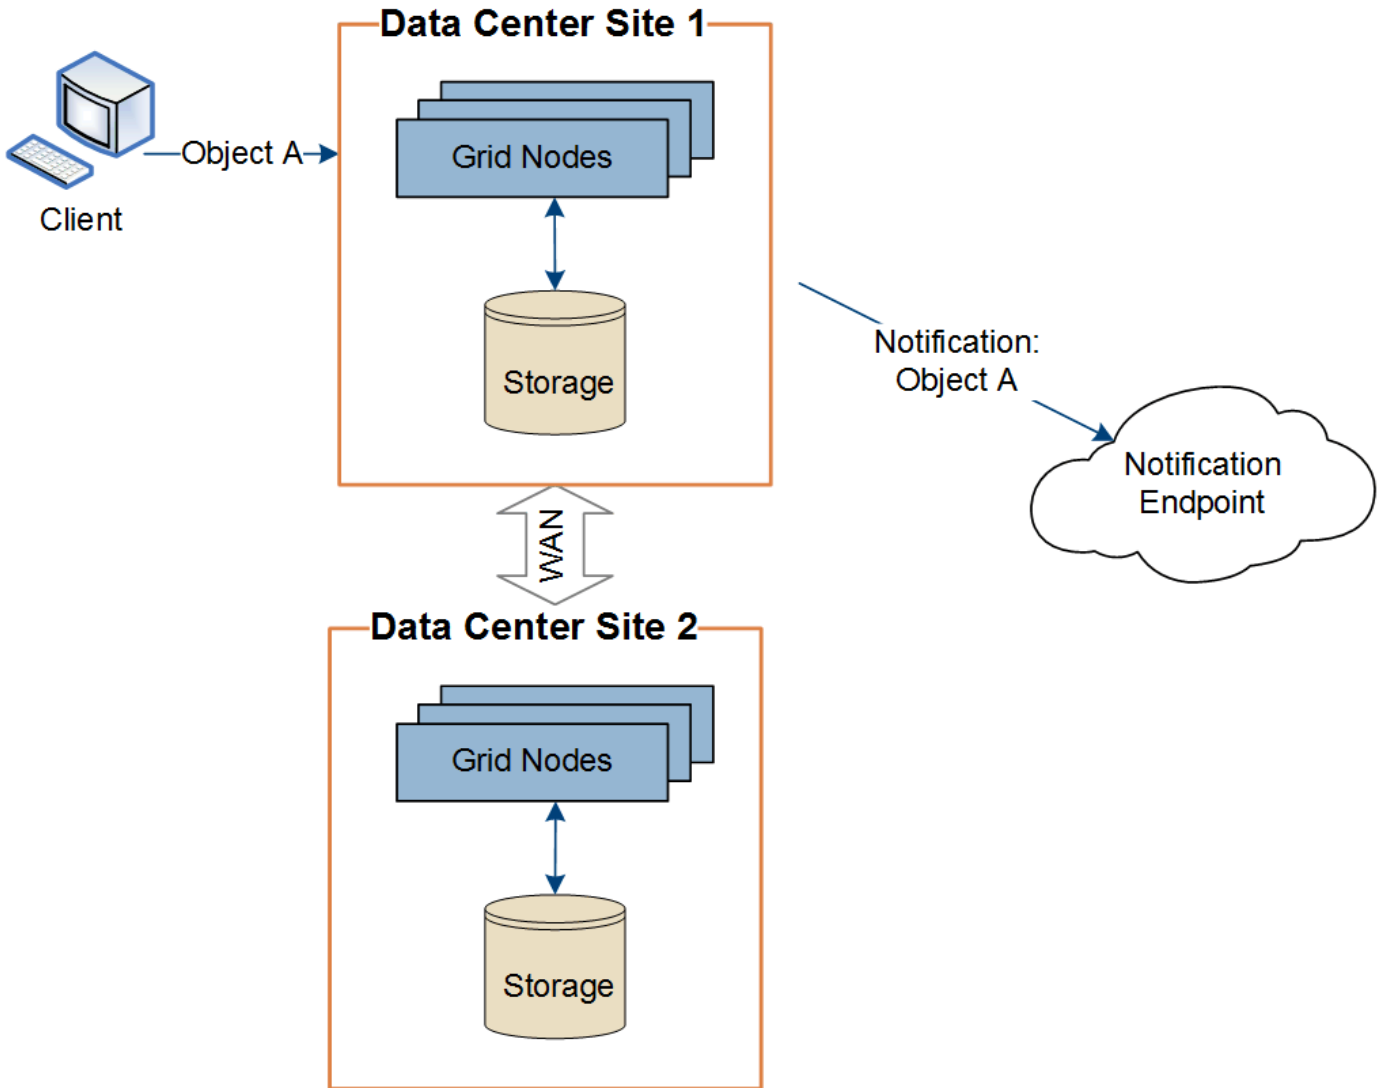 Data Center Site 1
Object A
Client
Grid Nodes
Storage
Notification:
Object A
Notification
Endpoint
WAN
Data Center Site 2
Grid Nodes
Storage